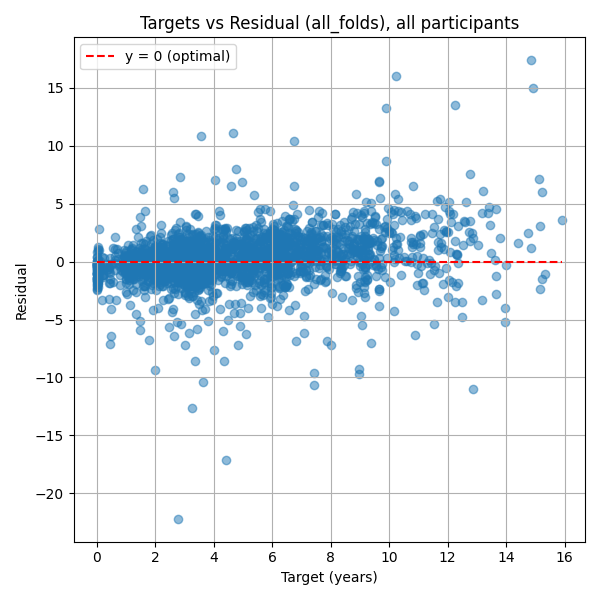 Targets vs Residual (all_folds), all participants
y = 0 (optimal)
15
10
5
0
−5
−10
−15
−20
Residual
0 2 4 6 8 10 12 14 16
Target (years)